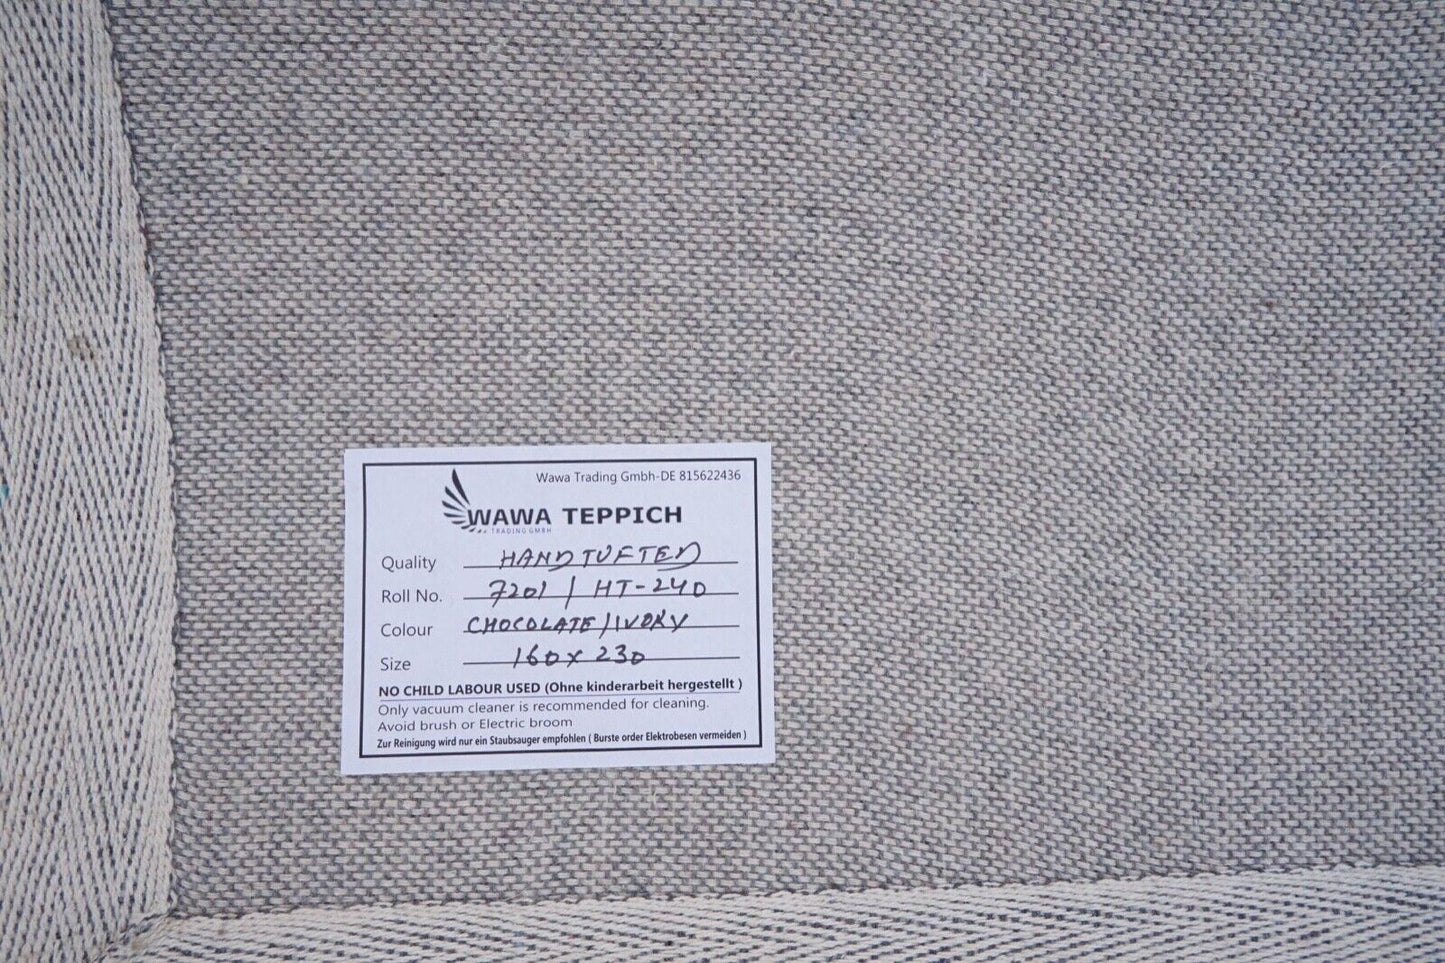 Wawa Trading Gmbh-DE 815622436
WAWA TEPPICH
TRADING GMBH
Quality HANDTUFTED
Roll No. 7201 / HT-240
Colour CHOCOLATE/IVORY
Size 160x230
NO CHILD LABOUR USED (Ohne kinderarbeit hergestellt )
Only vacuum cleaner is recommended for cleaning.
Avoid brush or Electric broom
Zur Reinigung wird nur ein Staubsauger empfohlen ( Burste order Elektrobesen vermeiden )